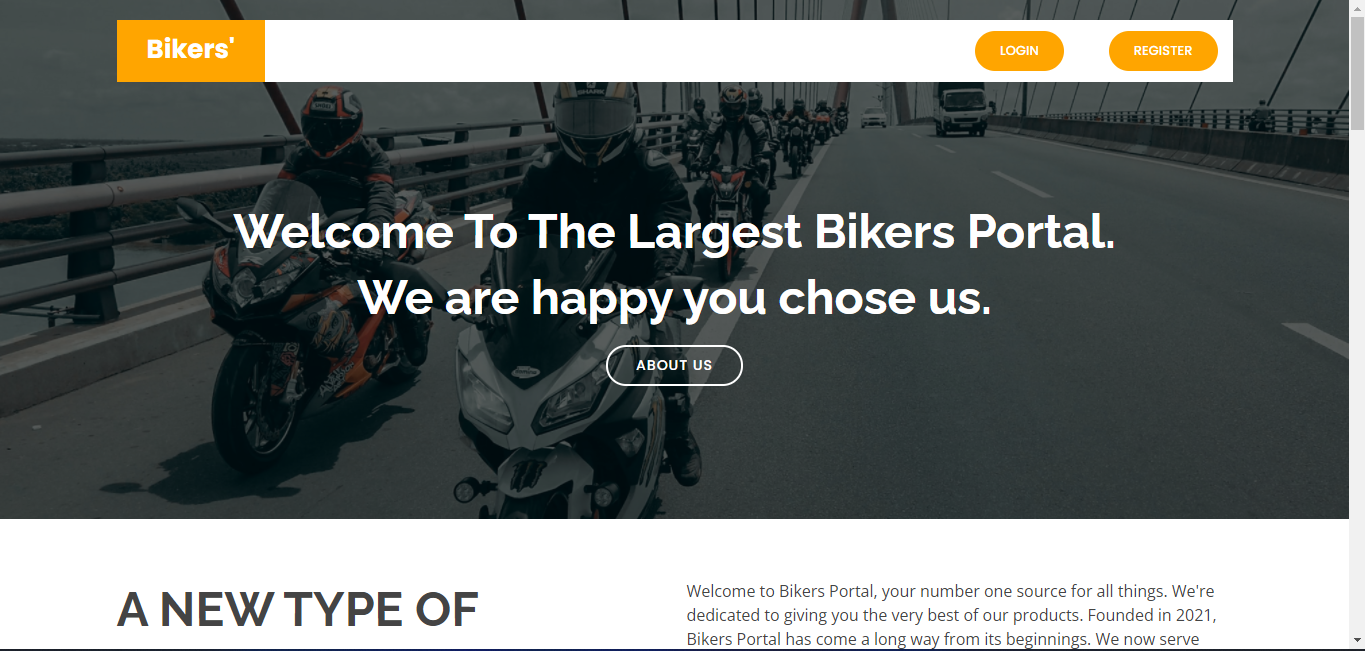 Bikers'
LOGIN
REGISTER
SHARK
Welcome To The Largest Bikers Portal.
We are happy you chose us.
ABOUT US
A NEW TYPE OF
Welcome to Bikers Portal, your number one source for all things. We're
dedicated to giving you the very best of our products. Founded in 2021,
Bikers Portal has come a long way from its beginnings. We now serve